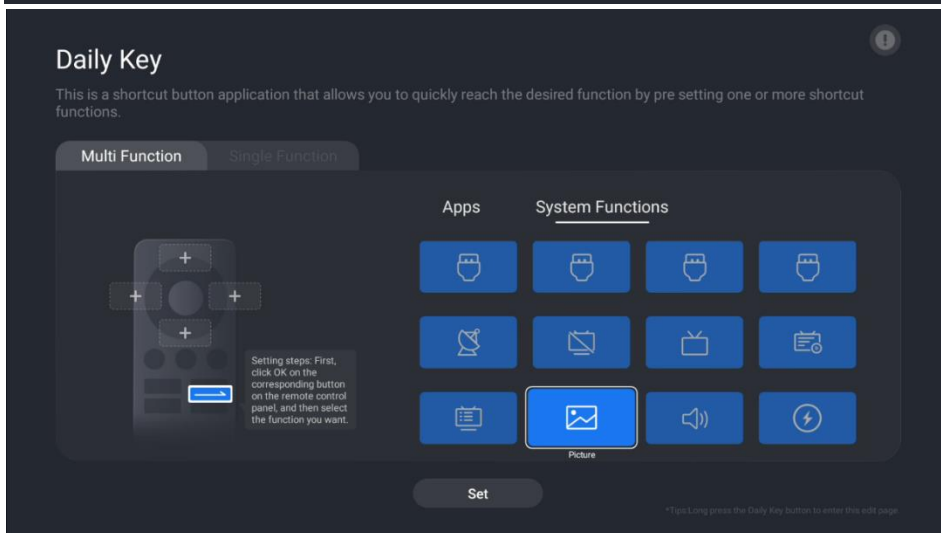 Daily Key
This is a shortcut button application that allows you to quickly reach the desired function by pre setting one or more shortcut
functions.
Multi Function
Single Function
Apps
System Functions
Setting steps: First,
click OK on the
corresponding button
on the remote control
panel, and then select
the function you want.
Picture
Set
*Tips:Long press the Daily Key button to enter this edit page.